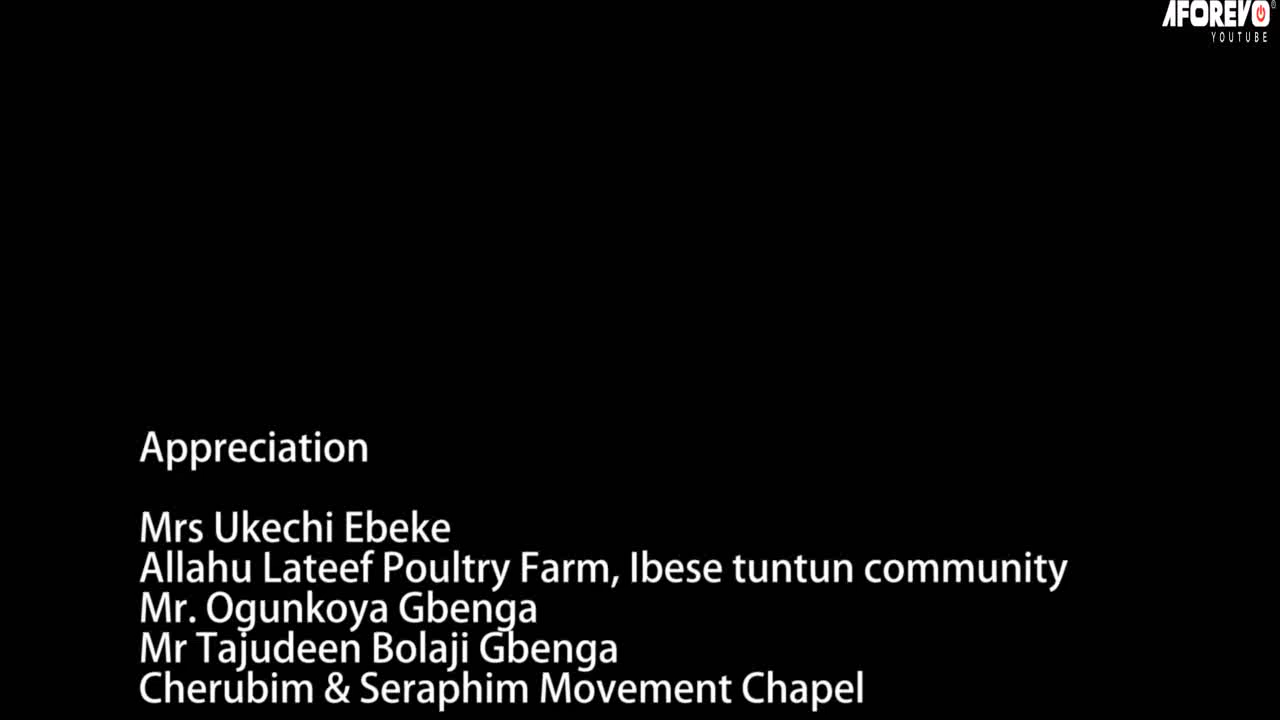 AFOREVO
YOUTUBE
Appreciation
Mrs Ukechi Ebeke
Allahu Lateef Poultry Farm, Ibese tuntun community
Mr. Ogunkoya Gbenga
Mr Tajudeen Bolaji Gbenga
Cherubim & Seraphim Movement Chapel